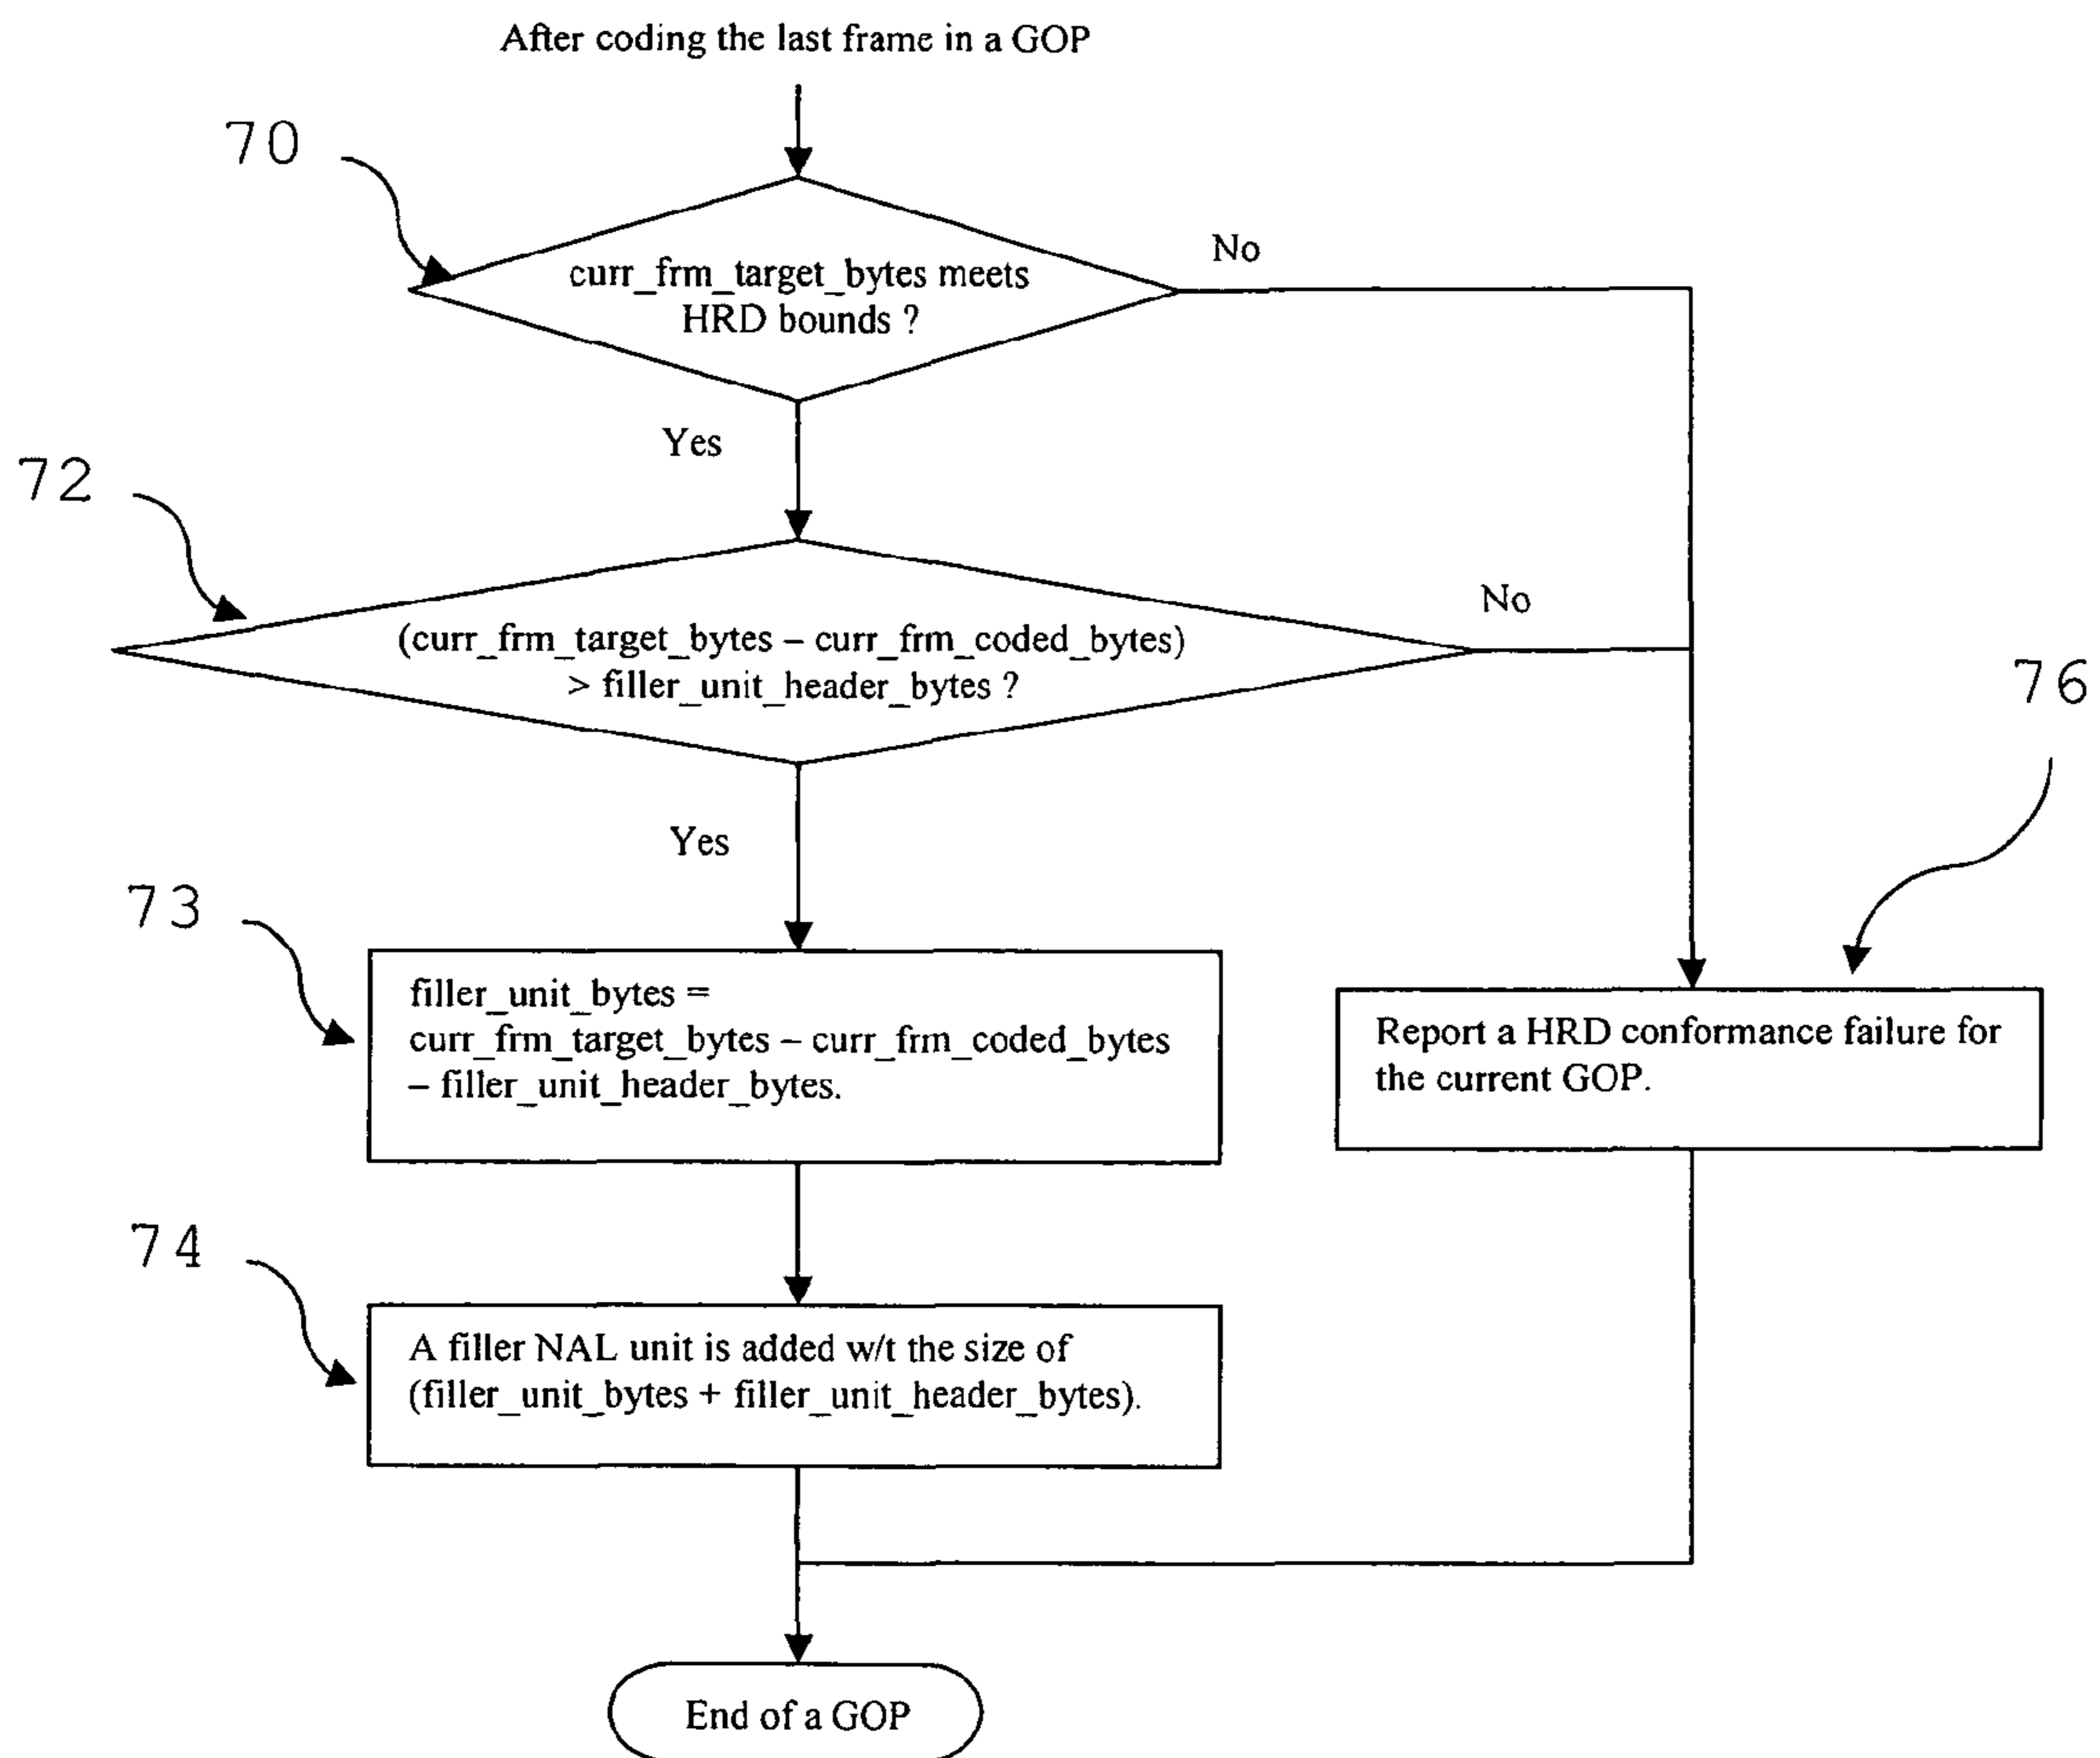 After coding the last frame in a GOP
70
No
curr_frm_target_bytes meets
HRD bounds ?
Yes
72
No
(curr_frm_target_bytes – curr_frm_coded_bytes)
> filler_unit_header_bytes ?
76
Yes
73
filler_unit_bytes =
curr_frm_target_bytes – curr_frm_coded_bytes
– filler_unit_header_bytes.
Report a HRD conformance failure for
the current GOP.
74
A filler NAL unit is added w/t the size of
(filler_unit_bytes + filler_unit_header_bytes).
End of a GOP